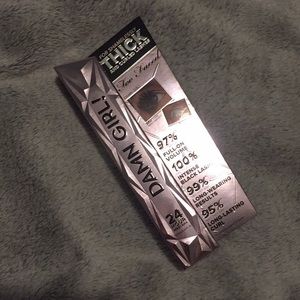 THICK
Too Faced
DAMN GIRL!
24
97%
FULL-ON
VOLUME
100%
INTENSE
BLACK
99%
LONG-WEARING
RESULTS
95%
LONG-LASTING
CURL